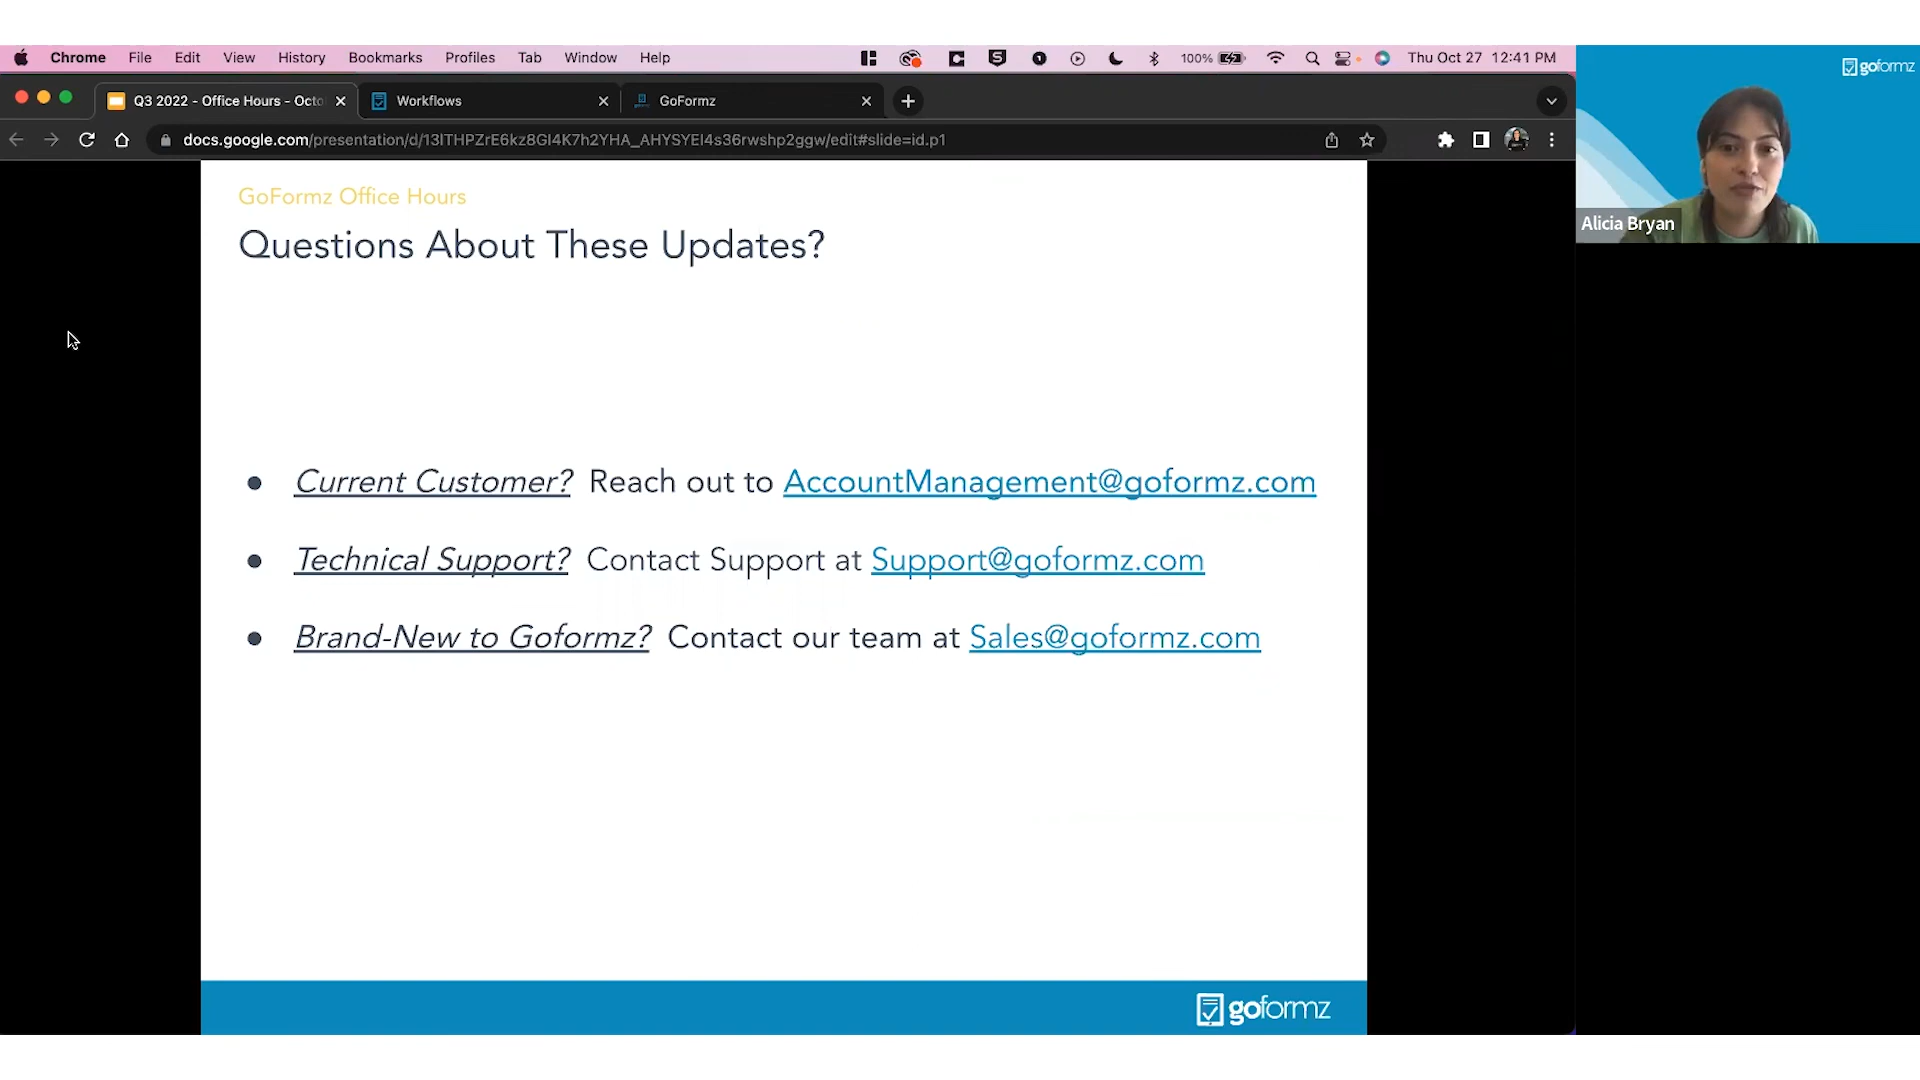 Chrome File Edit View History Bookmarks Profiles Tab Window Help 100% Thu Oct 27 12:41 PM
Q3 2022 - Office Hours - Octo Workflows GoFormz
docs.google.com/presentation/d/13lTHPZrE6kz8Gl4K7h2YHA_AHYSYEl4s36rwshp2ggw/edit#slide=id.p1
goformz
Alicia Bryan
GoFormz Office Hours
Questions About These Updates?
● Current Customer? Reach out to AccountManagement@goformz.com
● Technical Support? Contact Support at Support@goformz.com
● Brand-New to Goformz? Contact our team at Sales@goformz.com
goformz